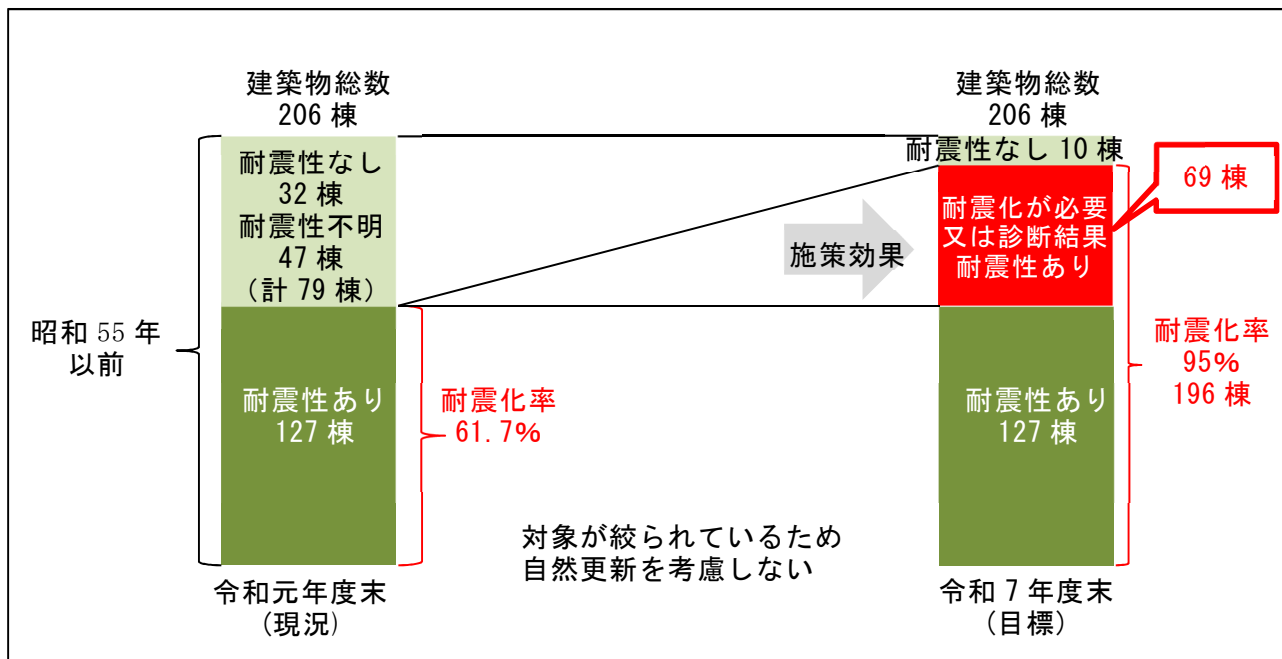 建築物総数
206 棟
耐震性なし
32 棟
耐震性不明
47 棟
(計 79 棟)
耐震性あり
127 棟
昭和 55 年
以前
耐震化率
61.7%
令和元年度末
(現況)
施策効果
対象が絞られているため
自然更新を考慮しない
建築物総数
206 棟
耐震性なし 10 棟
耐震化が必要
又は診断結果
耐震性あり
69 棟
耐震性あり
127 棟
耐震化率
95%
196 棟
令和 7 年度末
(目標)